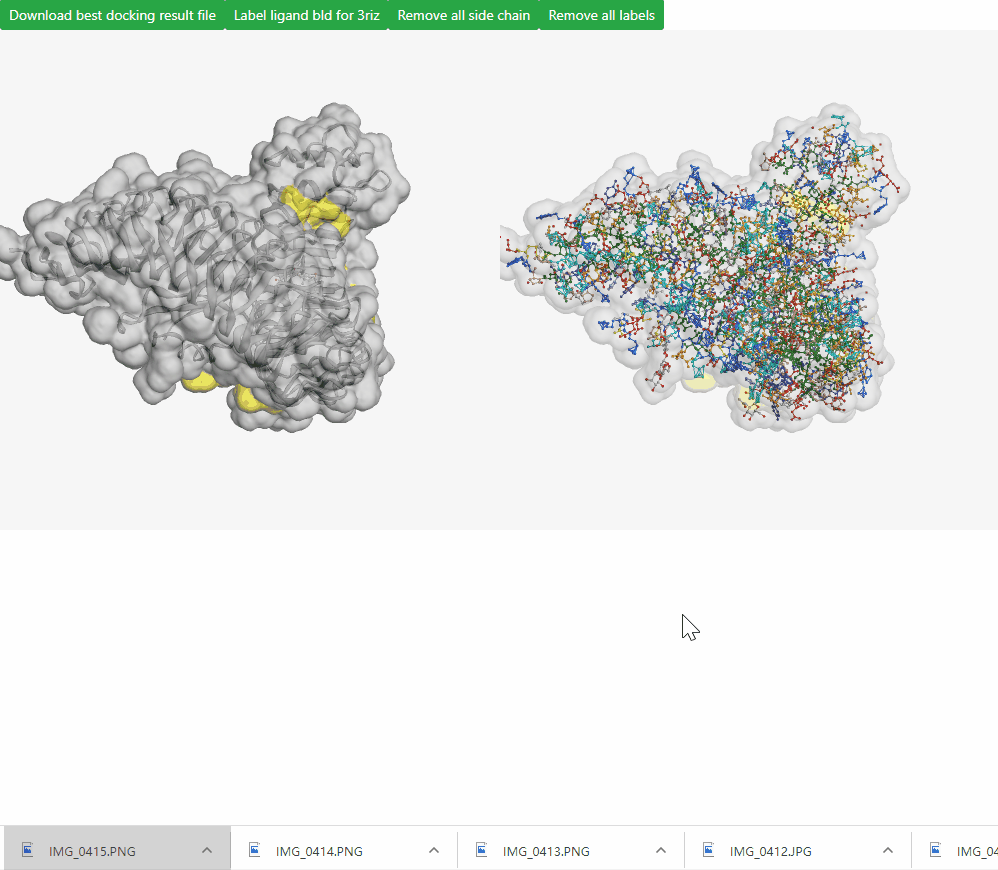 Download best docking result file Label ligand bld for 3riz Remove all side chain Remove all labels
IMG_0415.PNG IMG_0414.PNG IMG_0413.PNG IMG_0412.JPG IMG_04